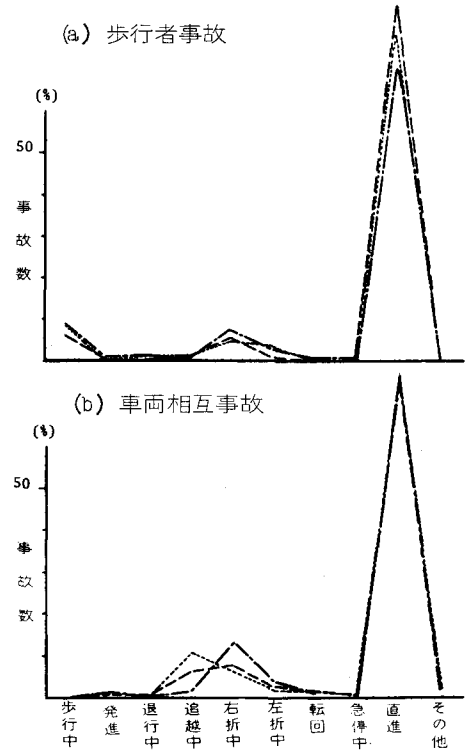 (a) 歩行者事故
(%)
50
事故数
(b) 車両相互事故
(%)
50
事故数
歩行中
発進
退行中
追越中
右折中
左折中
転回
急停中
直進
その他